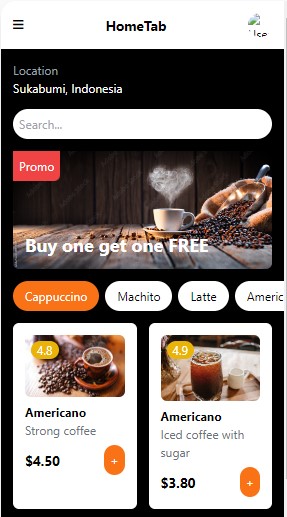 HomeTab
Use
Location
Sukabumi, Indonesia
Search...
Promo
Buy one get one FREE
Cappuccino
Machito
Latte
Americ
4.8
Americano
Strong coffee
$4.50
+
4.9
Americano
Iced coffee with
sugar
$3.80
+